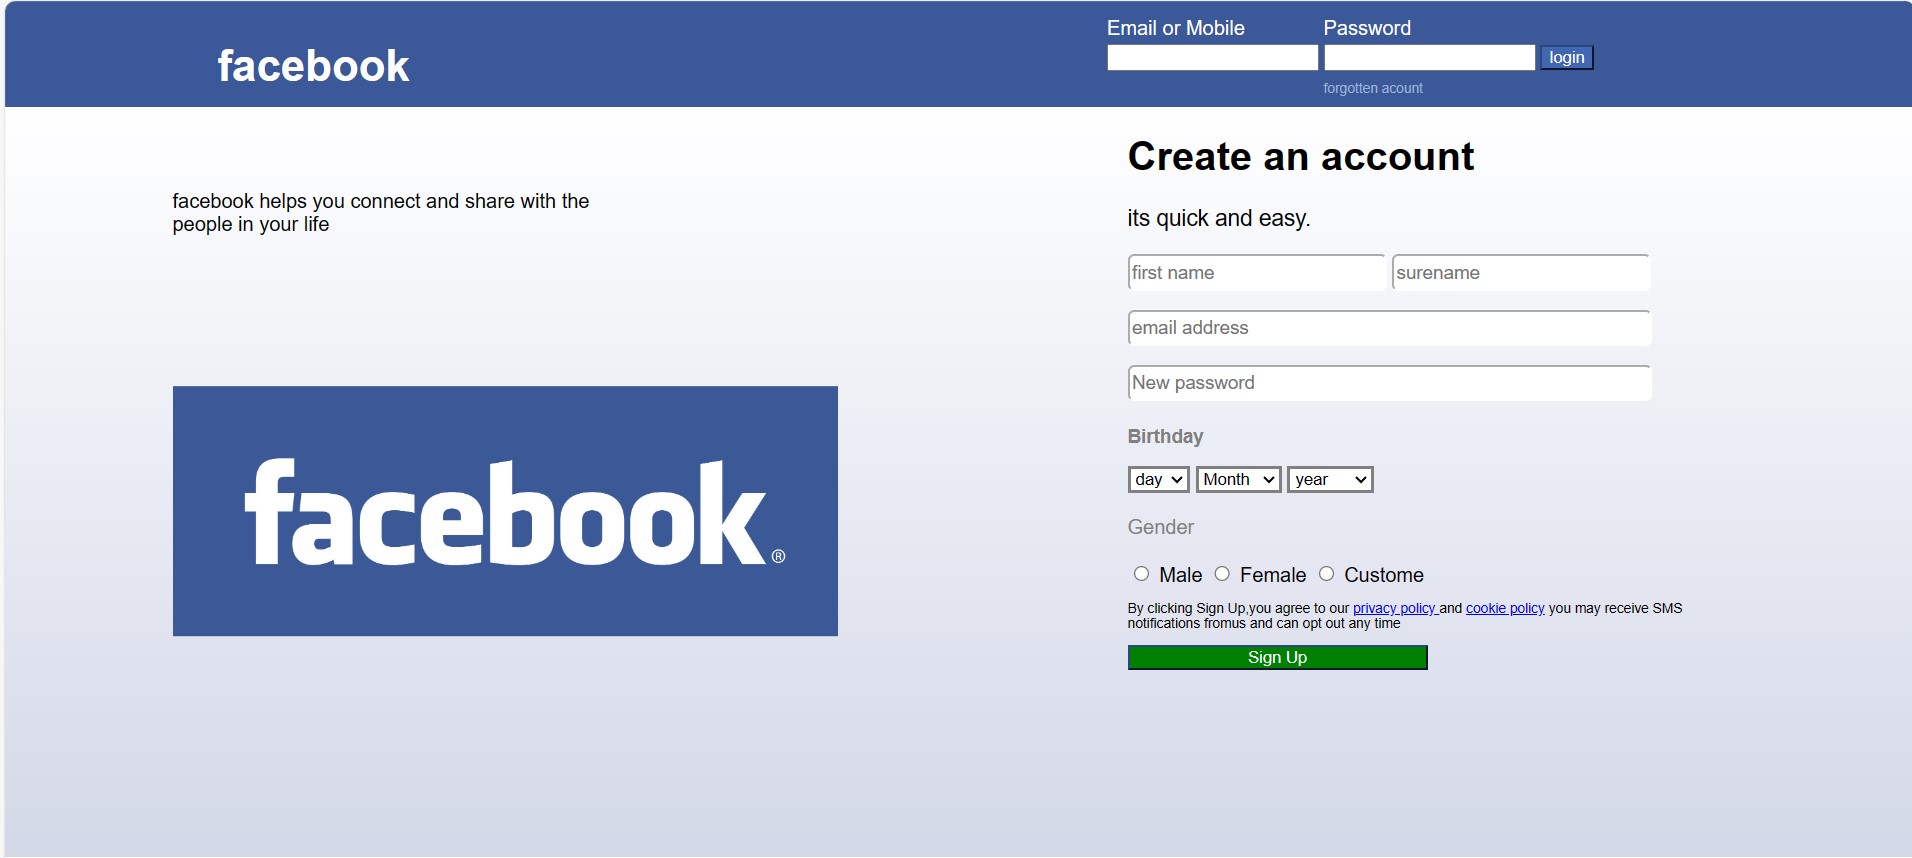 facebook
Email or Mobile
Password
login
forgotten acount
facebook helps you connect and share with the
people in your life
facebook®
Create an account
its quick and easy.
first name
surename
email address
New password
Birthday
day
Month
year
Gender
Male
Female
Custome
By clicking Sign Up,you agree to our privacy policy and cookie policy you may receive SMS
notifications fromus and can opt out any time
Sign Up